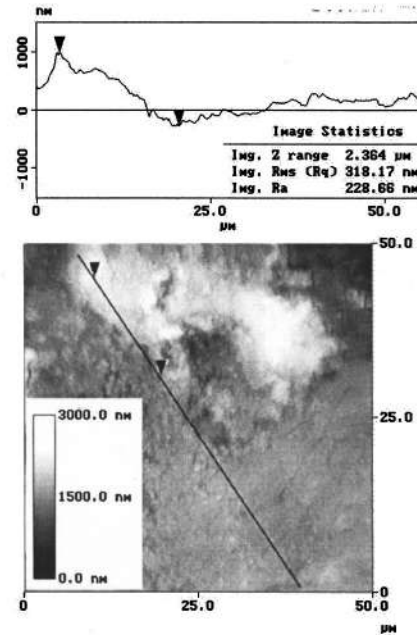 nm
1000
0
-1000
Image Statistics
Img. Z range 2.364 µm
Img. Rms (Rq) 318.17 nm
Img. Ra 228.66 nm
0 25.0 50.0
µm
50.0
3000.0 nm
25.0
1500.0 nm
0.0 nm
0
0 25.0 50.0
µm